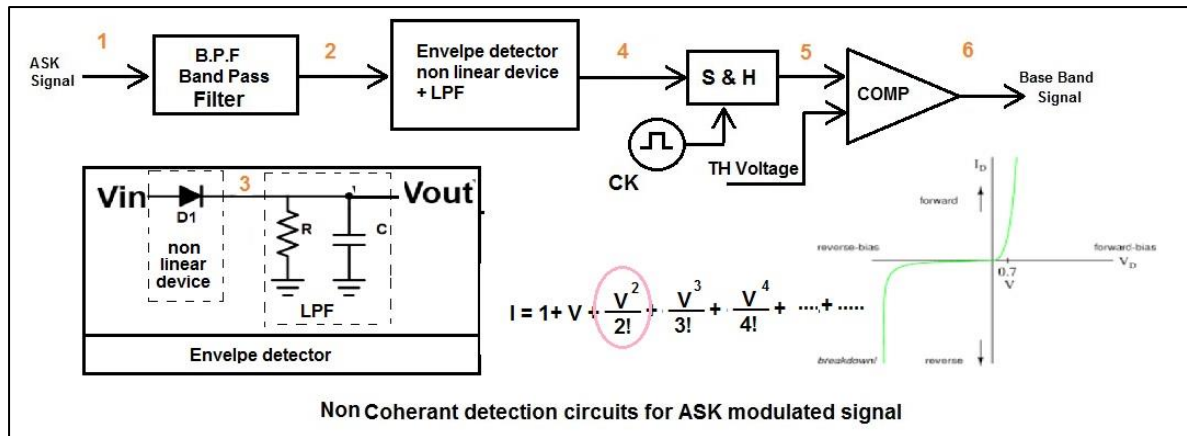 1
ASK
Signal
B.P.F
Band Pass
Filter
2
Envelpe detector
non linear device
+ LPF
4
S & H
5
COMP
6
Base Band
Signal
CK
TH Voltage
Vin
D1
3
non
linear
device
R
C
Vout
LPF
Envelpe detector
I = 1+ V + V²/2! + V³/3! + V⁴/4! + ....+ .....
I_D
forward
reverse-bias
forward-bias
V_D
0.7
V
breakdown!
reverse
Non Coherant detection circuits for ASK modulated signal